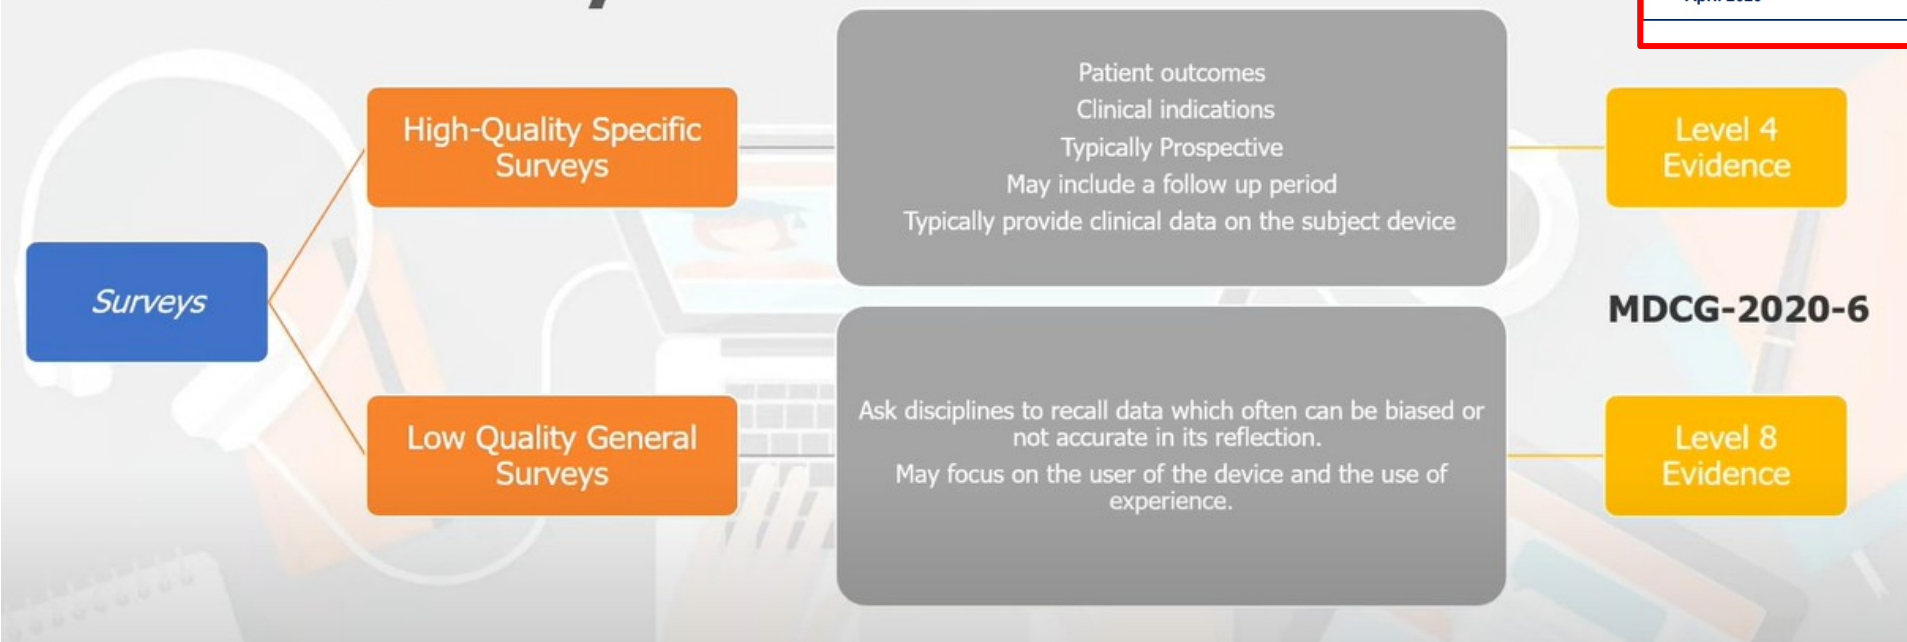 April 2020
Patient outcomes
Clinical indications
Typically Prospective
May include a follow up period
Typically provide clinical data on the subject device
High-Quality Specific
Surveys
Level 4
Evidence
Surveys
MDCG-2020-6
Ask disciplines to recall data which often can be biased or
not accurate in its reflection.
May focus on the user of the device and the use of
experience.
Low Quality General
Surveys
Level 8
Evidence